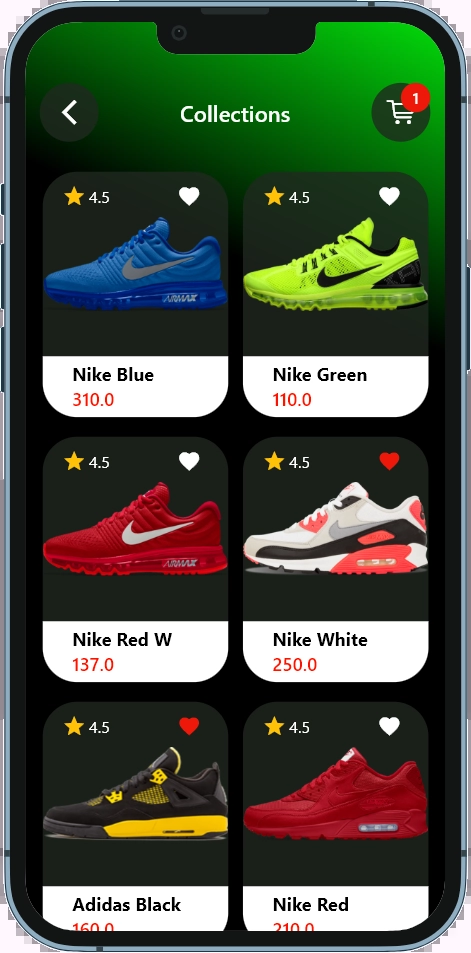 1
Collections
4.5
4.5
AIRMAX
Nike Blue
310.0
Nike Green
110.0
4.5
4.5
AIRMAX
Nike Red W
137.0
Nike White
250.0
4.5
4.5
Adidas Black
160.0
Nike Red
210.0